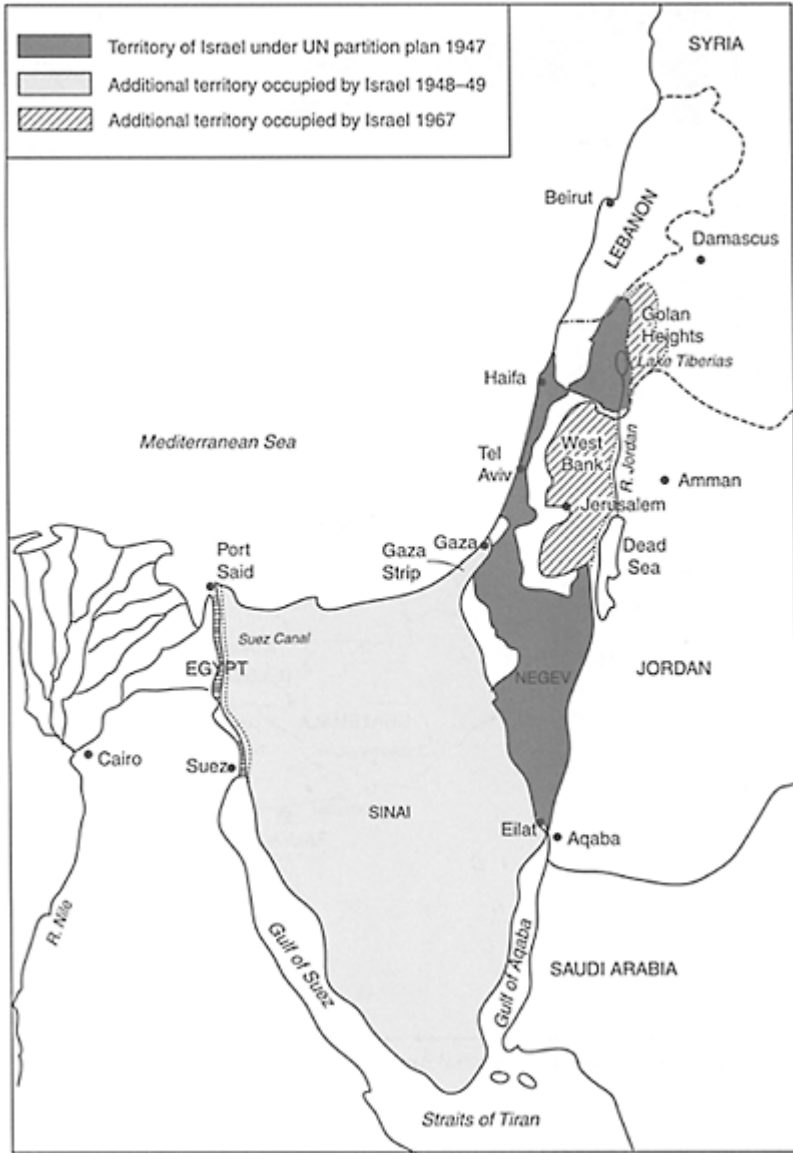 Territory of Israel under UN partition plan 1947
Additional territory occupied by Israel 1948–49
Additional territory occupied by Israel 1967
SYRIA
Beirut
LEBANON
Damascus
Golan
Heights
Lake Tiberias
Haifa
Mediterranean Sea
Tel
Aviv
West
Bank
R. Jordan
Amman
Jerusalem
Gaza
Gaza
Strip
Dead
Sea
Port
Said
Suez Canal
EGYPT
NEGEV
JORDAN
Cairo
Suez
SINAI
Eilat
Aqaba
R. Nile
Gulf of Suez
Gulf of Aqaba
SAUDI ARABIA
Straits of Tiran